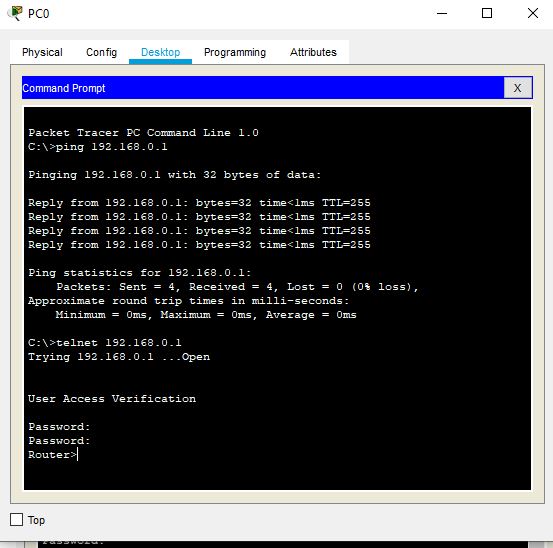 PC0
Physical Config Desktop Programming Attributes
Command Prompt
X
Packet Tracer PC Command Line 1.0
C:\>ping 192.168.0.1
Pinging 192.168.0.1 with 32 bytes of data:
Reply from 192.168.0.1: bytes=32 time<1ms TTL=255
Reply from 192.168.0.1: bytes=32 time<1ms TTL=255
Reply from 192.168.0.1: bytes=32 time<1ms TTL=255
Reply from 192.168.0.1: bytes=32 time<1ms TTL=255
Ping statistics for 192.168.0.1:
    Packets: Sent = 4, Received = 4, Lost = 0 (0% loss),
Approximate round trip times in milli-seconds:
    Minimum = 0ms, Maximum = 0ms, Average = 0ms
C:\>telnet 192.168.0.1
Trying 192.168.0.1 ...Open
User Access Verification
Password:
Password:
Router>
Top
Password: